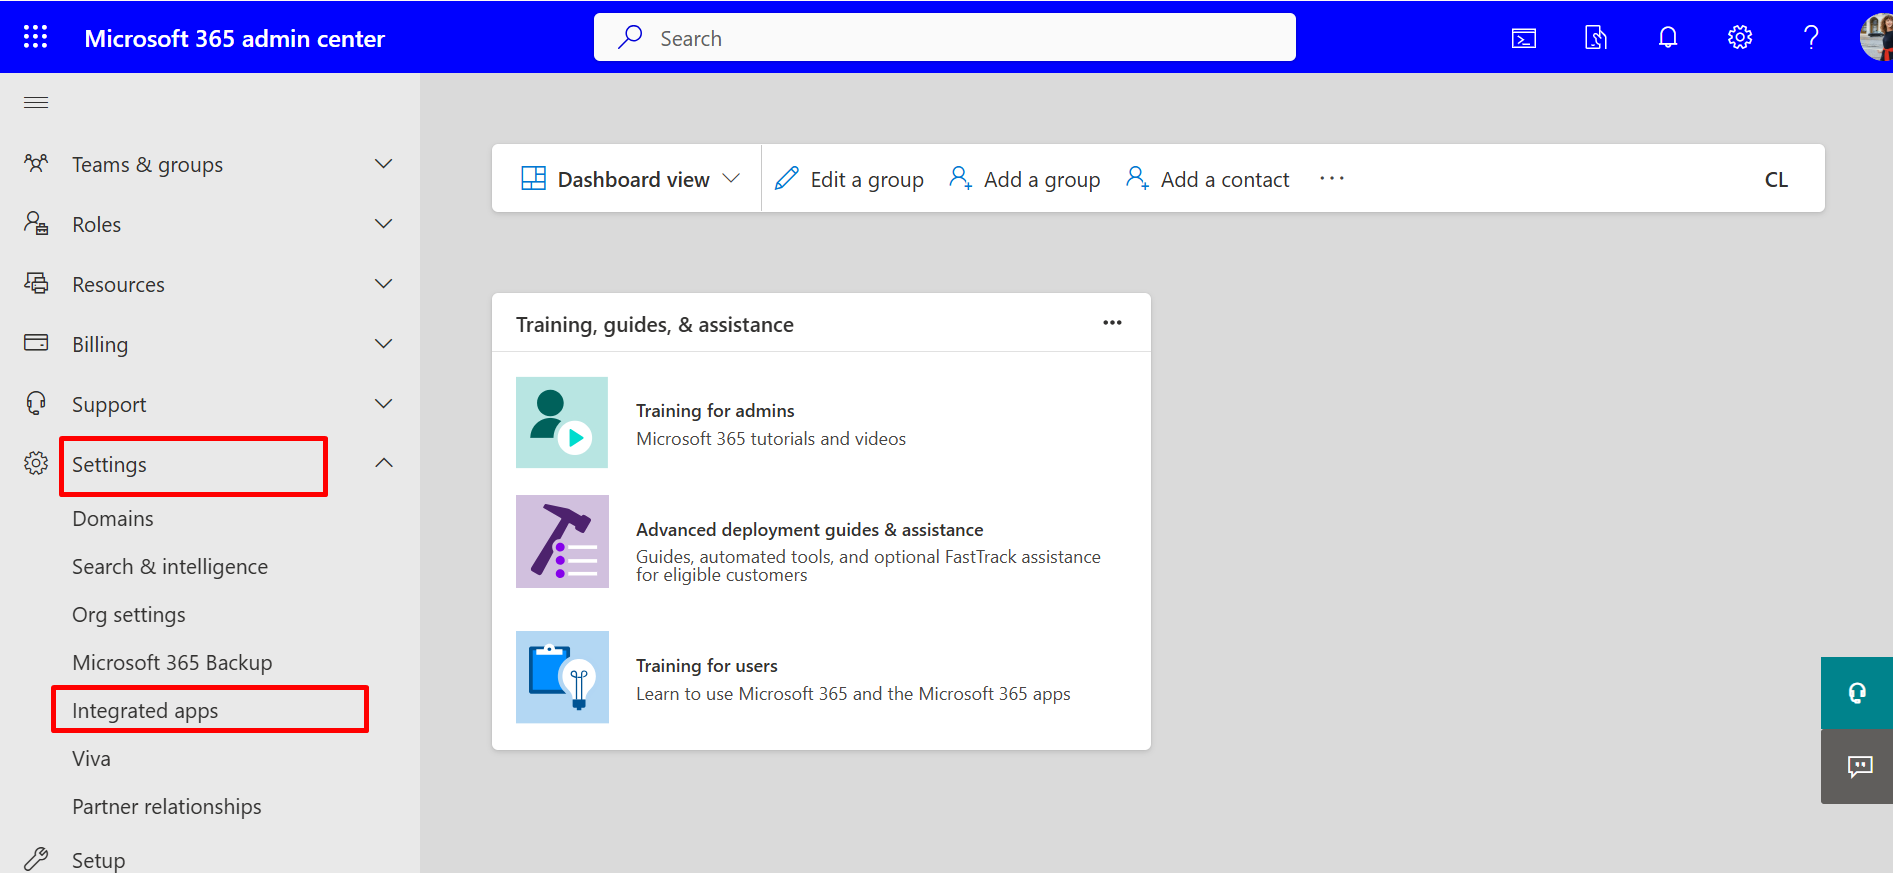 Microsoft 365 admin center
Search
Teams & groups
Roles
Resources
Billing
Support
Settings
Domains
Search & intelligence
Org settings
Microsoft 365 Backup
Integrated apps
Viva
Partner relationships
Setup
Dashboard view
Edit a group
Add a group
Add a contact
CL
Training, guides, & assistance
Training for admins
Microsoft 365 tutorials and videos
Advanced deployment guides & assistance
Guides, automated tools, and optional FastTrack assistance
for eligible customers
Training for users
Learn to use Microsoft 365 and the Microsoft 365 apps